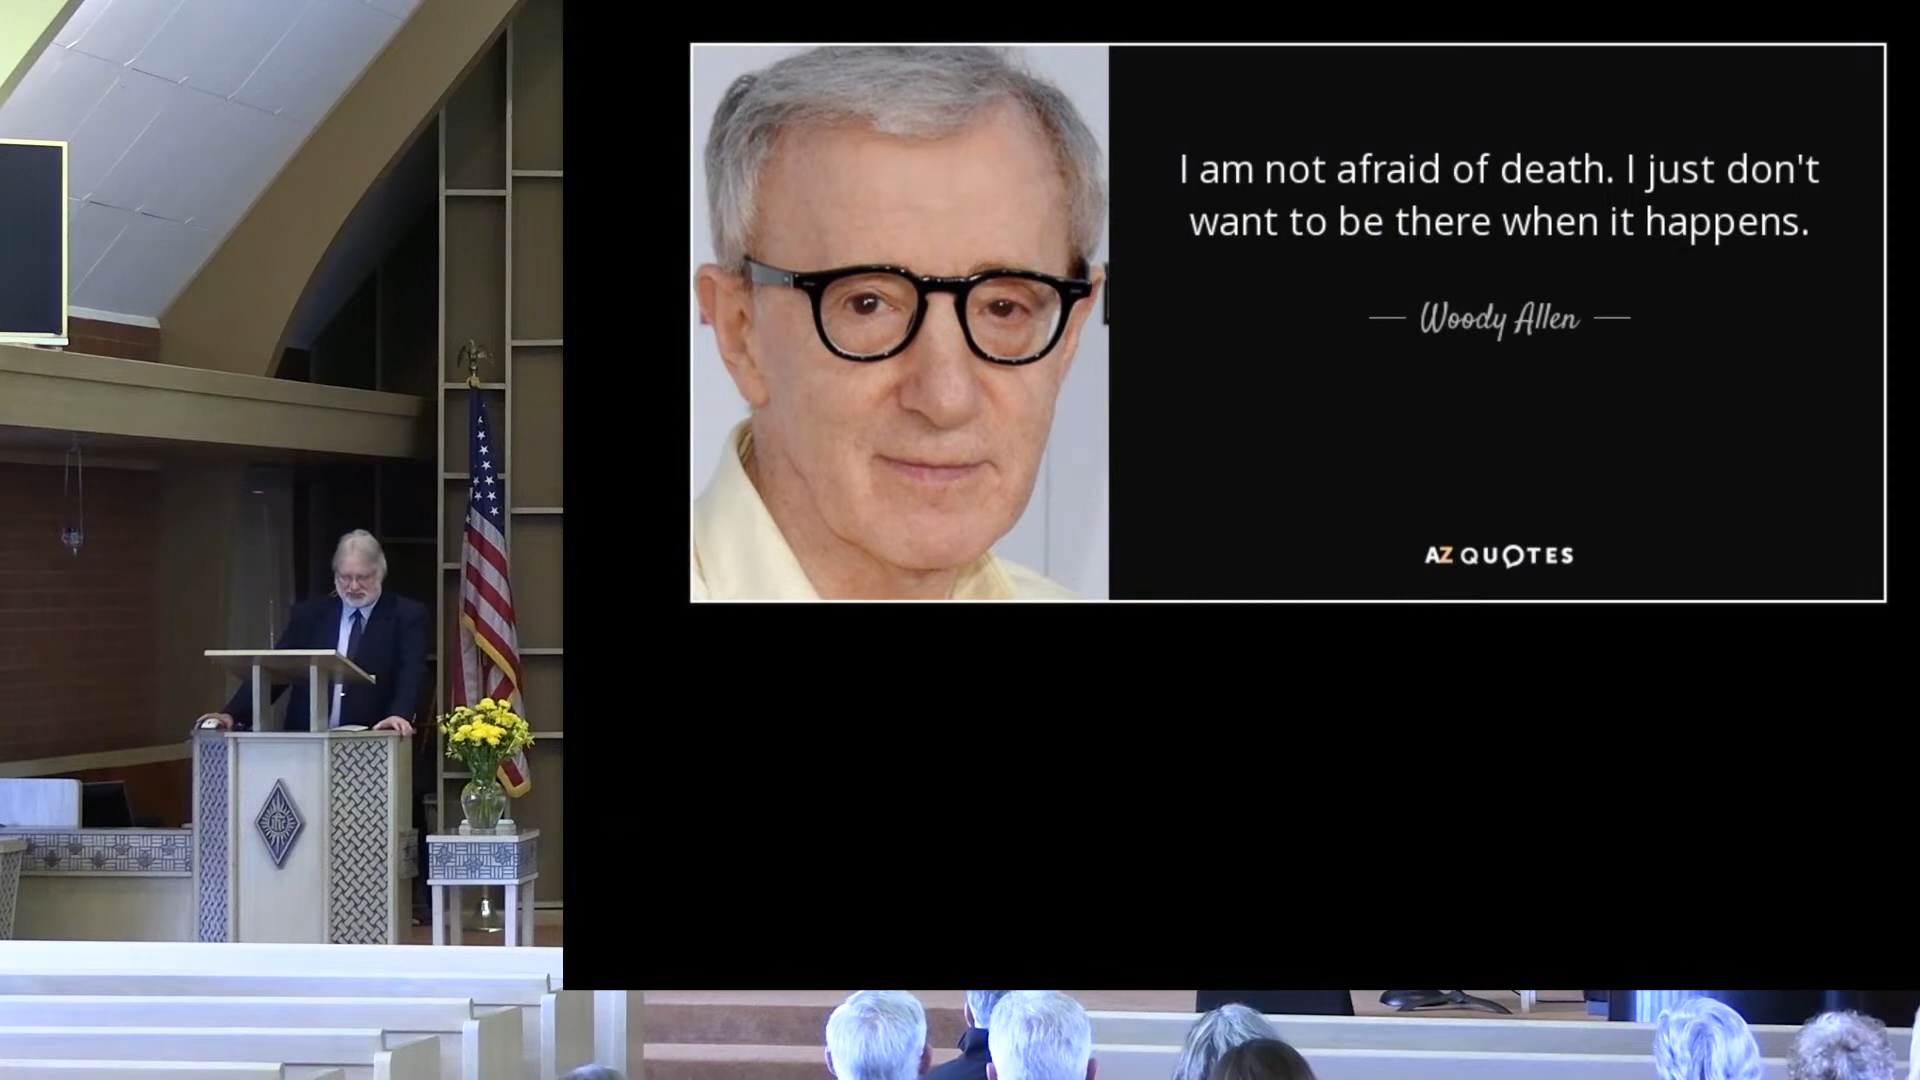 I am not afraid of death. I just don't
want to be there when it happens.
Woody Allen
AZ QUOTES